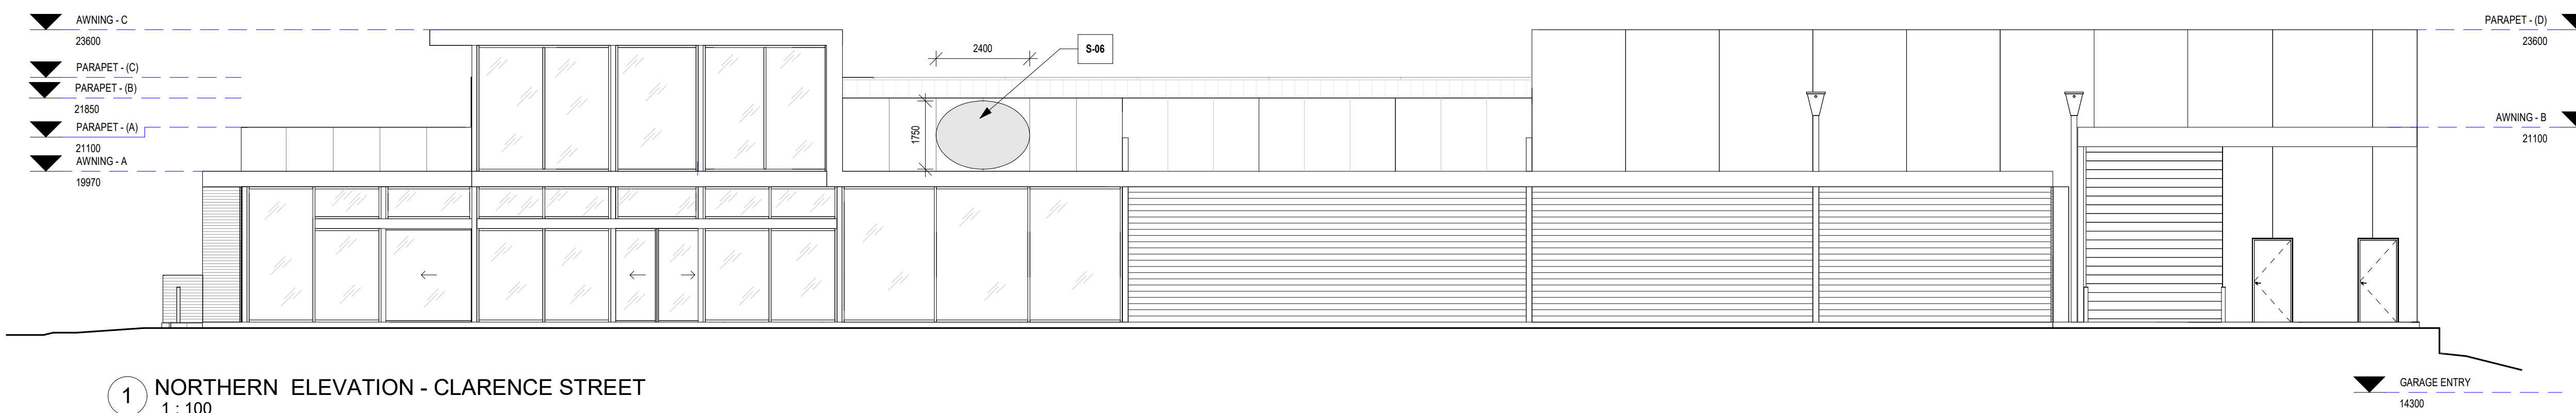 AWNING - C
23600
PARAPET - (C)
PARAPET - (B)
21850
PARAPET - (A)
21100
AWNING - A
19970
2400
S-06
1750
PARAPET - (D)
23600
AWNING - B
21100
1 NORTHERN ELEVATION - CLARENCE STREET
1 : 100
GARAGE ENTRY
14300